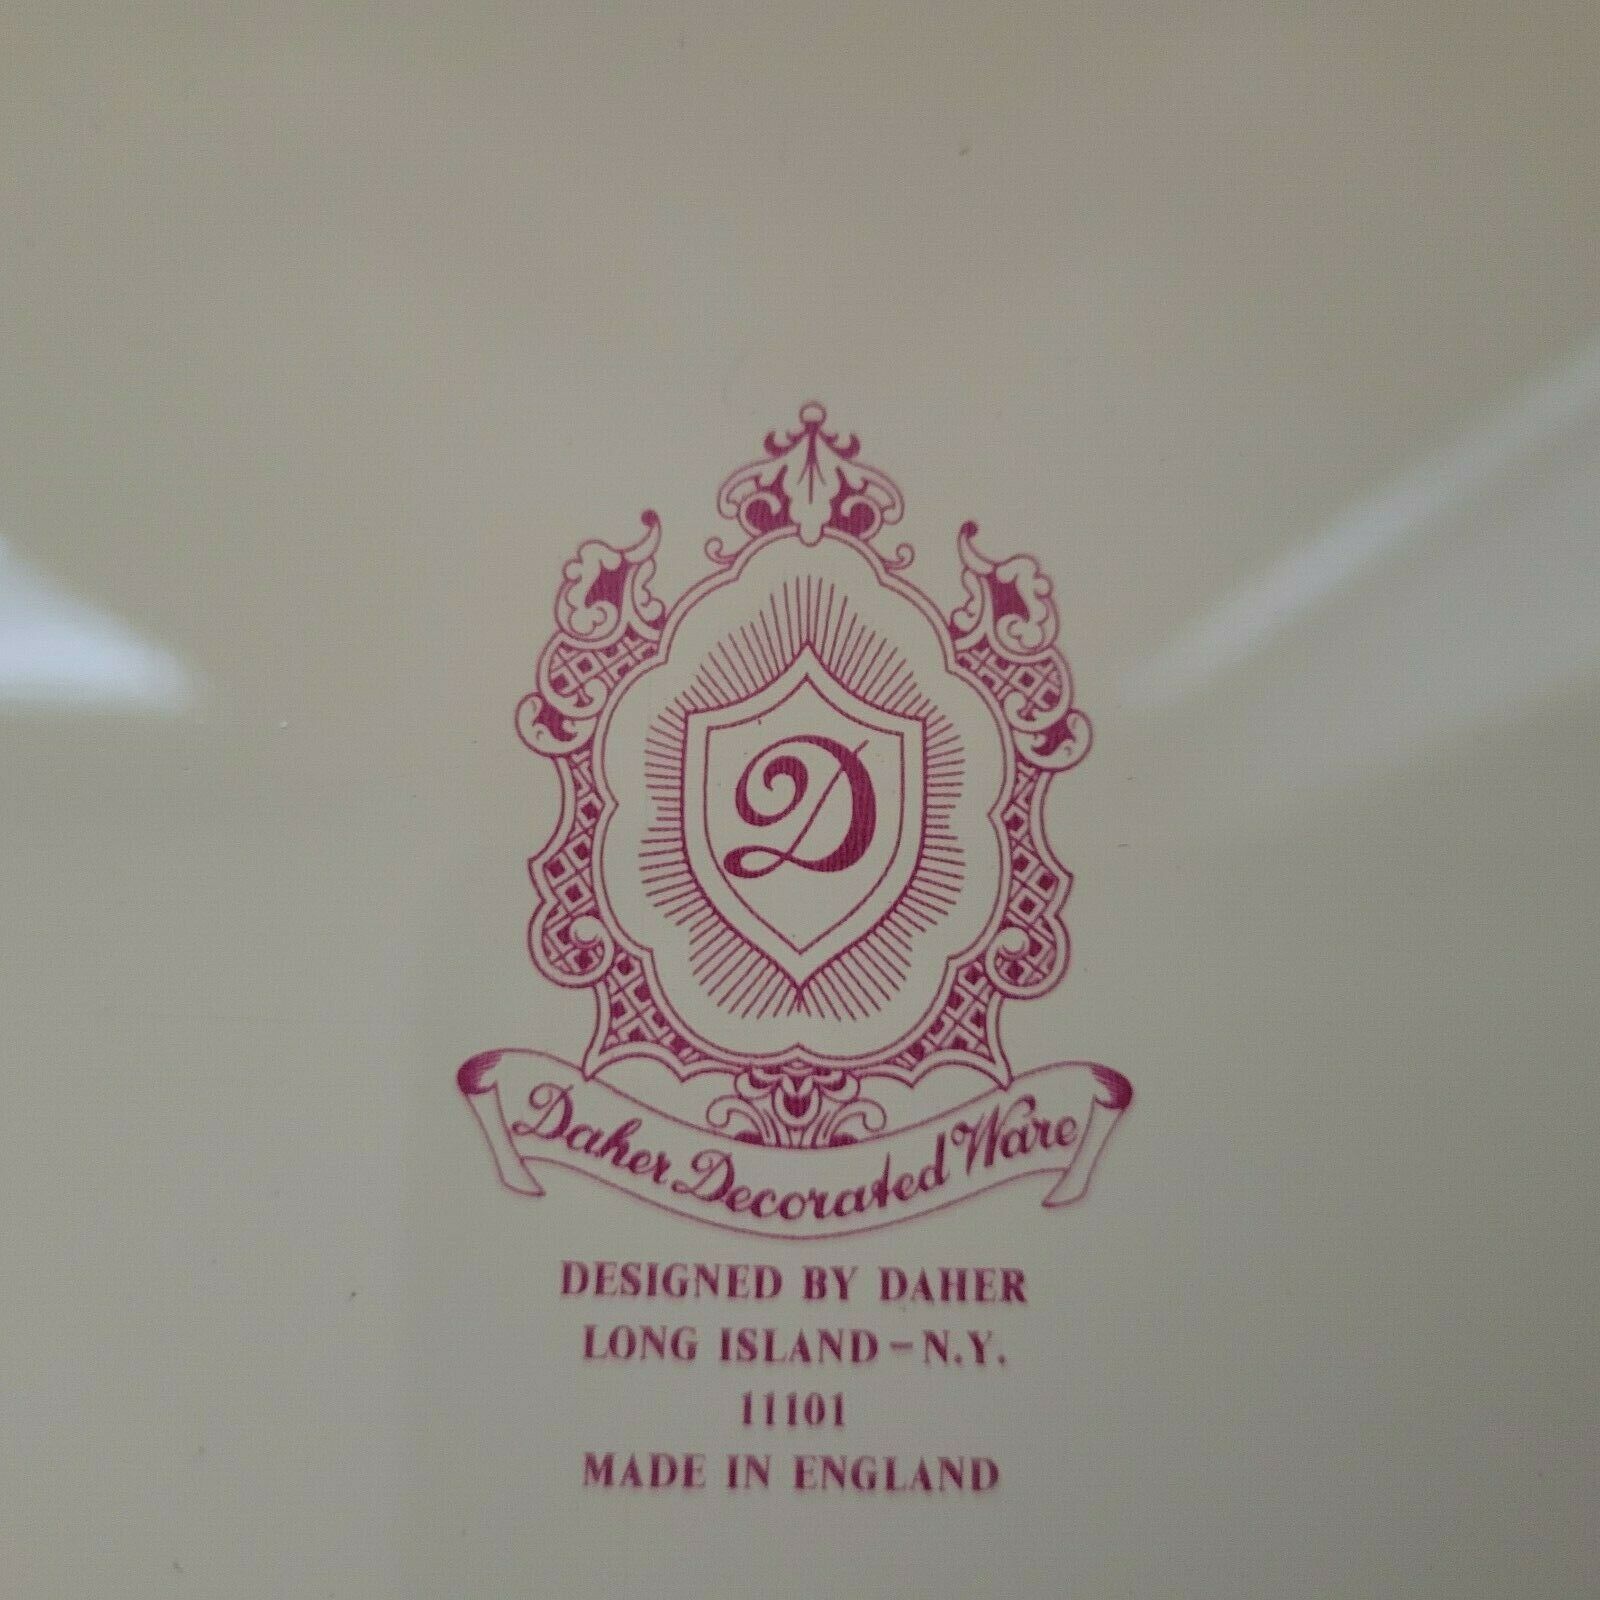 D
Daher Decorated Ware
DESIGNED BY DAHER
LONG ISLAND – N.Y.
11101
MADE IN ENGLAND